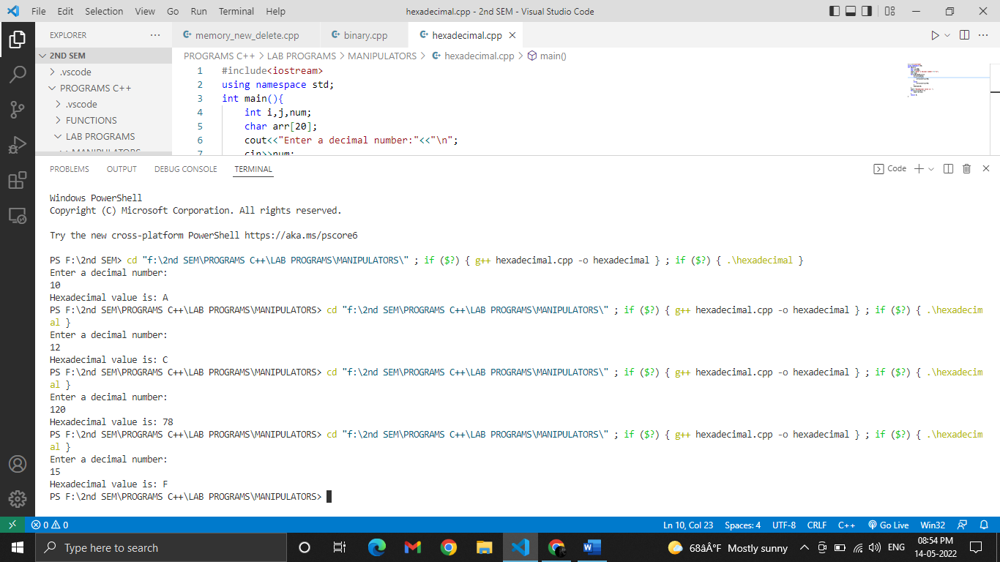 File Edit Selection View Go Run Terminal Help
hexadecimal.cpp - 2nd SEM - Visual Studio Code
EXPLORER
2ND SEM
.vscode
PROGRAMS C++
.vscode
FUNCTIONS
LAB PROGRAMS
MANIPULATORS
memory_new_delete.cpp
binary.cpp
hexadecimal.cpp
PROGRAMS C++ > LAB PROGRAMS > MANIPULATORS > hexadecimal.cpp > main()
1 #include<iostream>
2 using namespace std;
3 int main(){
4 int i,j,num;
5 char arr[20];
6 cout<<"Enter a decimal number:"<<"\n";
7 cin>>num;
PROBLEMS OUTPUT DEBUG CONSOLE TERMINAL
Code
Windows PowerShell
Copyright (C) Microsoft Corporation. All rights reserved.
Try the new cross-platform PowerShell https://aka.ms/pscore6
PS F:\2nd SEM> cd "f:\2nd SEM\PROGRAMS C++\LAB PROGRAMS\MANIPULATORS\" ; if ($?) { g++ hexadecimal.cpp -o hexadecimal } ; if ($?) { .\hexadecimal }
Enter a decimal number:
10
Hexadecimal value is: A
PS F:\2nd SEM\PROGRAMS C++\LAB PROGRAMS\MANIPULATORS> cd "f:\2nd SEM\PROGRAMS C++\LAB PROGRAMS\MANIPULATORS\" ; if ($?) { g++ hexadecimal.cpp -o hexadecimal } ; if ($?) { .\hexadecim
al }
Enter a decimal number:
12
Hexadecimal value is: C
PS F:\2nd SEM\PROGRAMS C++\LAB PROGRAMS\MANIPULATORS> cd "f:\2nd SEM\PROGRAMS C++\LAB PROGRAMS\MANIPULATORS\" ; if ($?) { g++ hexadecimal.cpp -o hexadecimal } ; if ($?) { .\hexadecim
al }
Enter a decimal number:
120
Hexadecimal value is: 78
PS F:\2nd SEM\PROGRAMS C++\LAB PROGRAMS\MANIPULATORS> cd "f:\2nd SEM\PROGRAMS C++\LAB PROGRAMS\MANIPULATORS\" ; if ($?) { g++ hexadecimal.cpp -o hexadecimal } ; if ($?) { .\hexadecim
al }
Enter a decimal number:
15
Hexadecimal value is: F
PS F:\2nd SEM\PROGRAMS C++\LAB PROGRAMS\MANIPULATORS>
0 0
Ln 10, Col 23 Spaces: 4 UTF-8 CRLF C++ Go Live Win32
Type here to search
68âÂ°F Mostly sunny
ENG
08:54 PM
14-05-2022